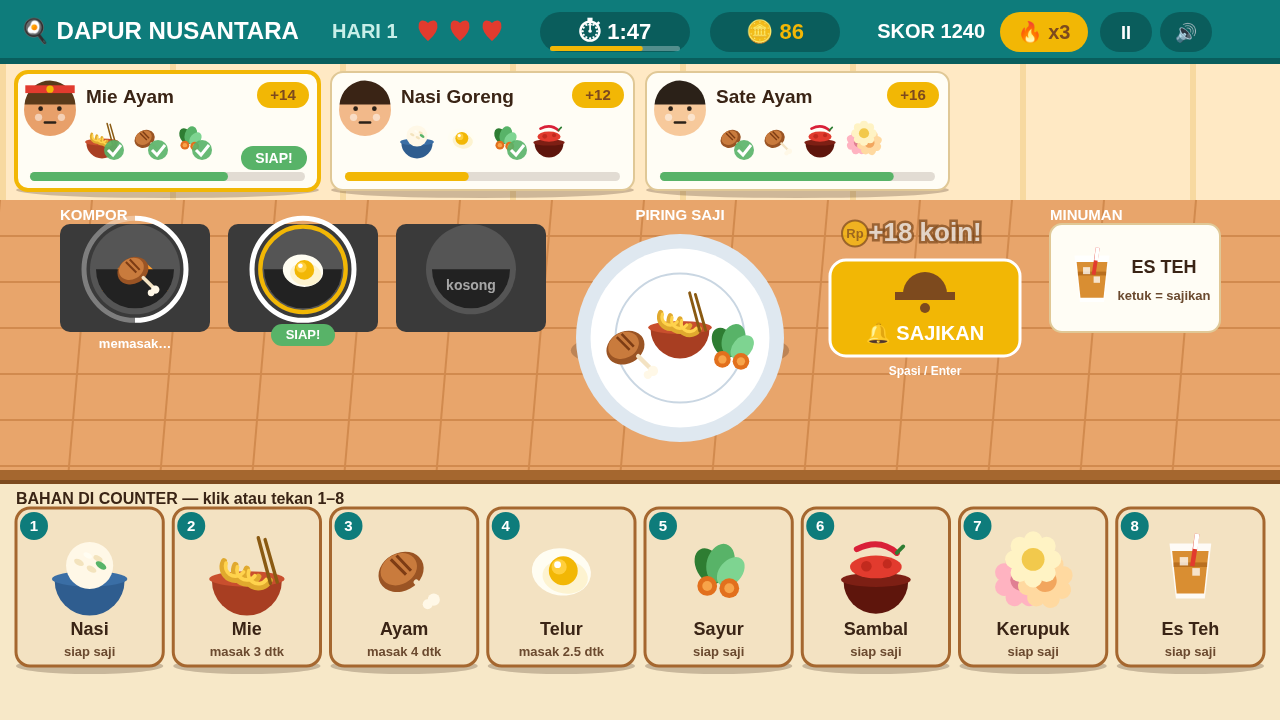 🍳 DAPUR NUSANTARA
HARI 1
⏱ 1:47
🪙 86
SKOR 1240
🔥 x3
⏸
🔊
Mie Ayam
+14
SIAP!
Nasi Goreng
+12
Sate Ayam
+16
KOMPOR
memasak…
SIAP!
kosong
PIRING SAJI
Rp
+18 koin!
🔔 SAJIKAN
Spasi / Enter
MINUMAN
ES TEH
ketuk = sajikan
BAHAN DI COUNTER — klik atau tekan 1–8
1
Nasi
siap saji
2
Mie
masak 3 dtk
3
Ayam
masak 4 dtk
4
Telur
masak 2.5 dtk
5
Sayur
siap saji
6
Sambal
siap saji
7
Kerupuk
siap saji
8
Es Teh
siap saji